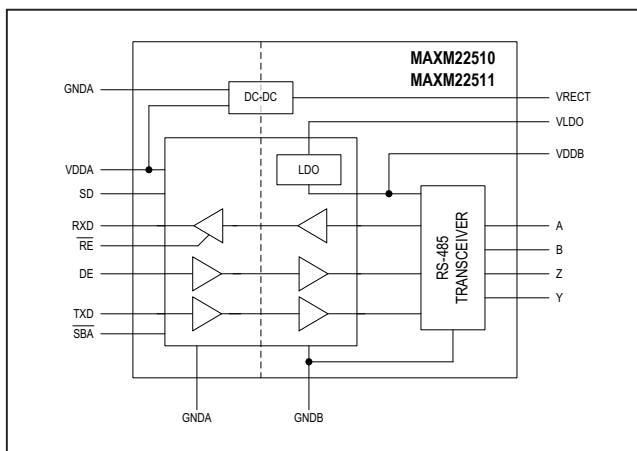 MAXM22510
MAXM22511
GNDA
DC-DC
VRECT
VLDO
VDDB
LDO
VDDA
SD
RXD
RE
DE
TXD
SBA
RS-485
TRANSCEIVER
A
B
Z
Y
GNDA
GNDB